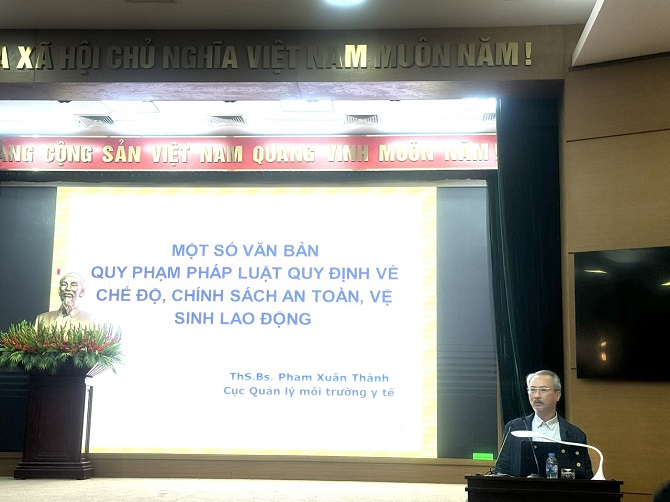 A XÃ HỘI CHỦ NGHĨA VIỆT NAM MUÔN NĂM!
ẢNG CỘNG SẢN VIỆT NAM QUANG VINH MUÔN NĂM!
MỘT SỐ VĂN BẢN
QUY PHẠM PHÁP LUẬT QUY ĐỊNH VỀ
CHẾ ĐỘ, CHÍNH SÁCH AN TOÀN, VỆ
SINH LAO ĐỘNG
ThS.Bs. Phạm Xuân Thành
Cục Quản lý môi trường y tế